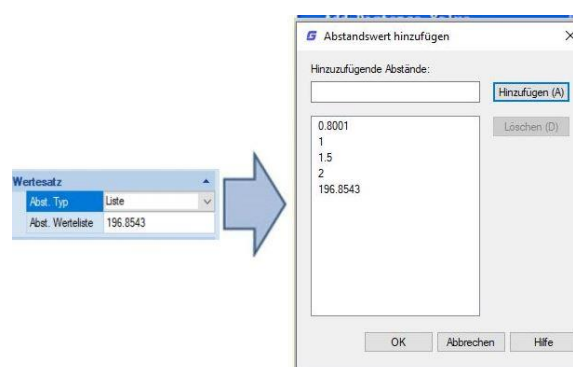 Wertesatz
Abst. Typ Liste
Abst. Werteliste 196.8543
Abstandswert hinzufügen
Hinzuzufügende Abstände:
Hinzufügen (A)
Löschen (D)
0.8001
1
1.5
2
196.8543
OK Abbrechen Hilfe